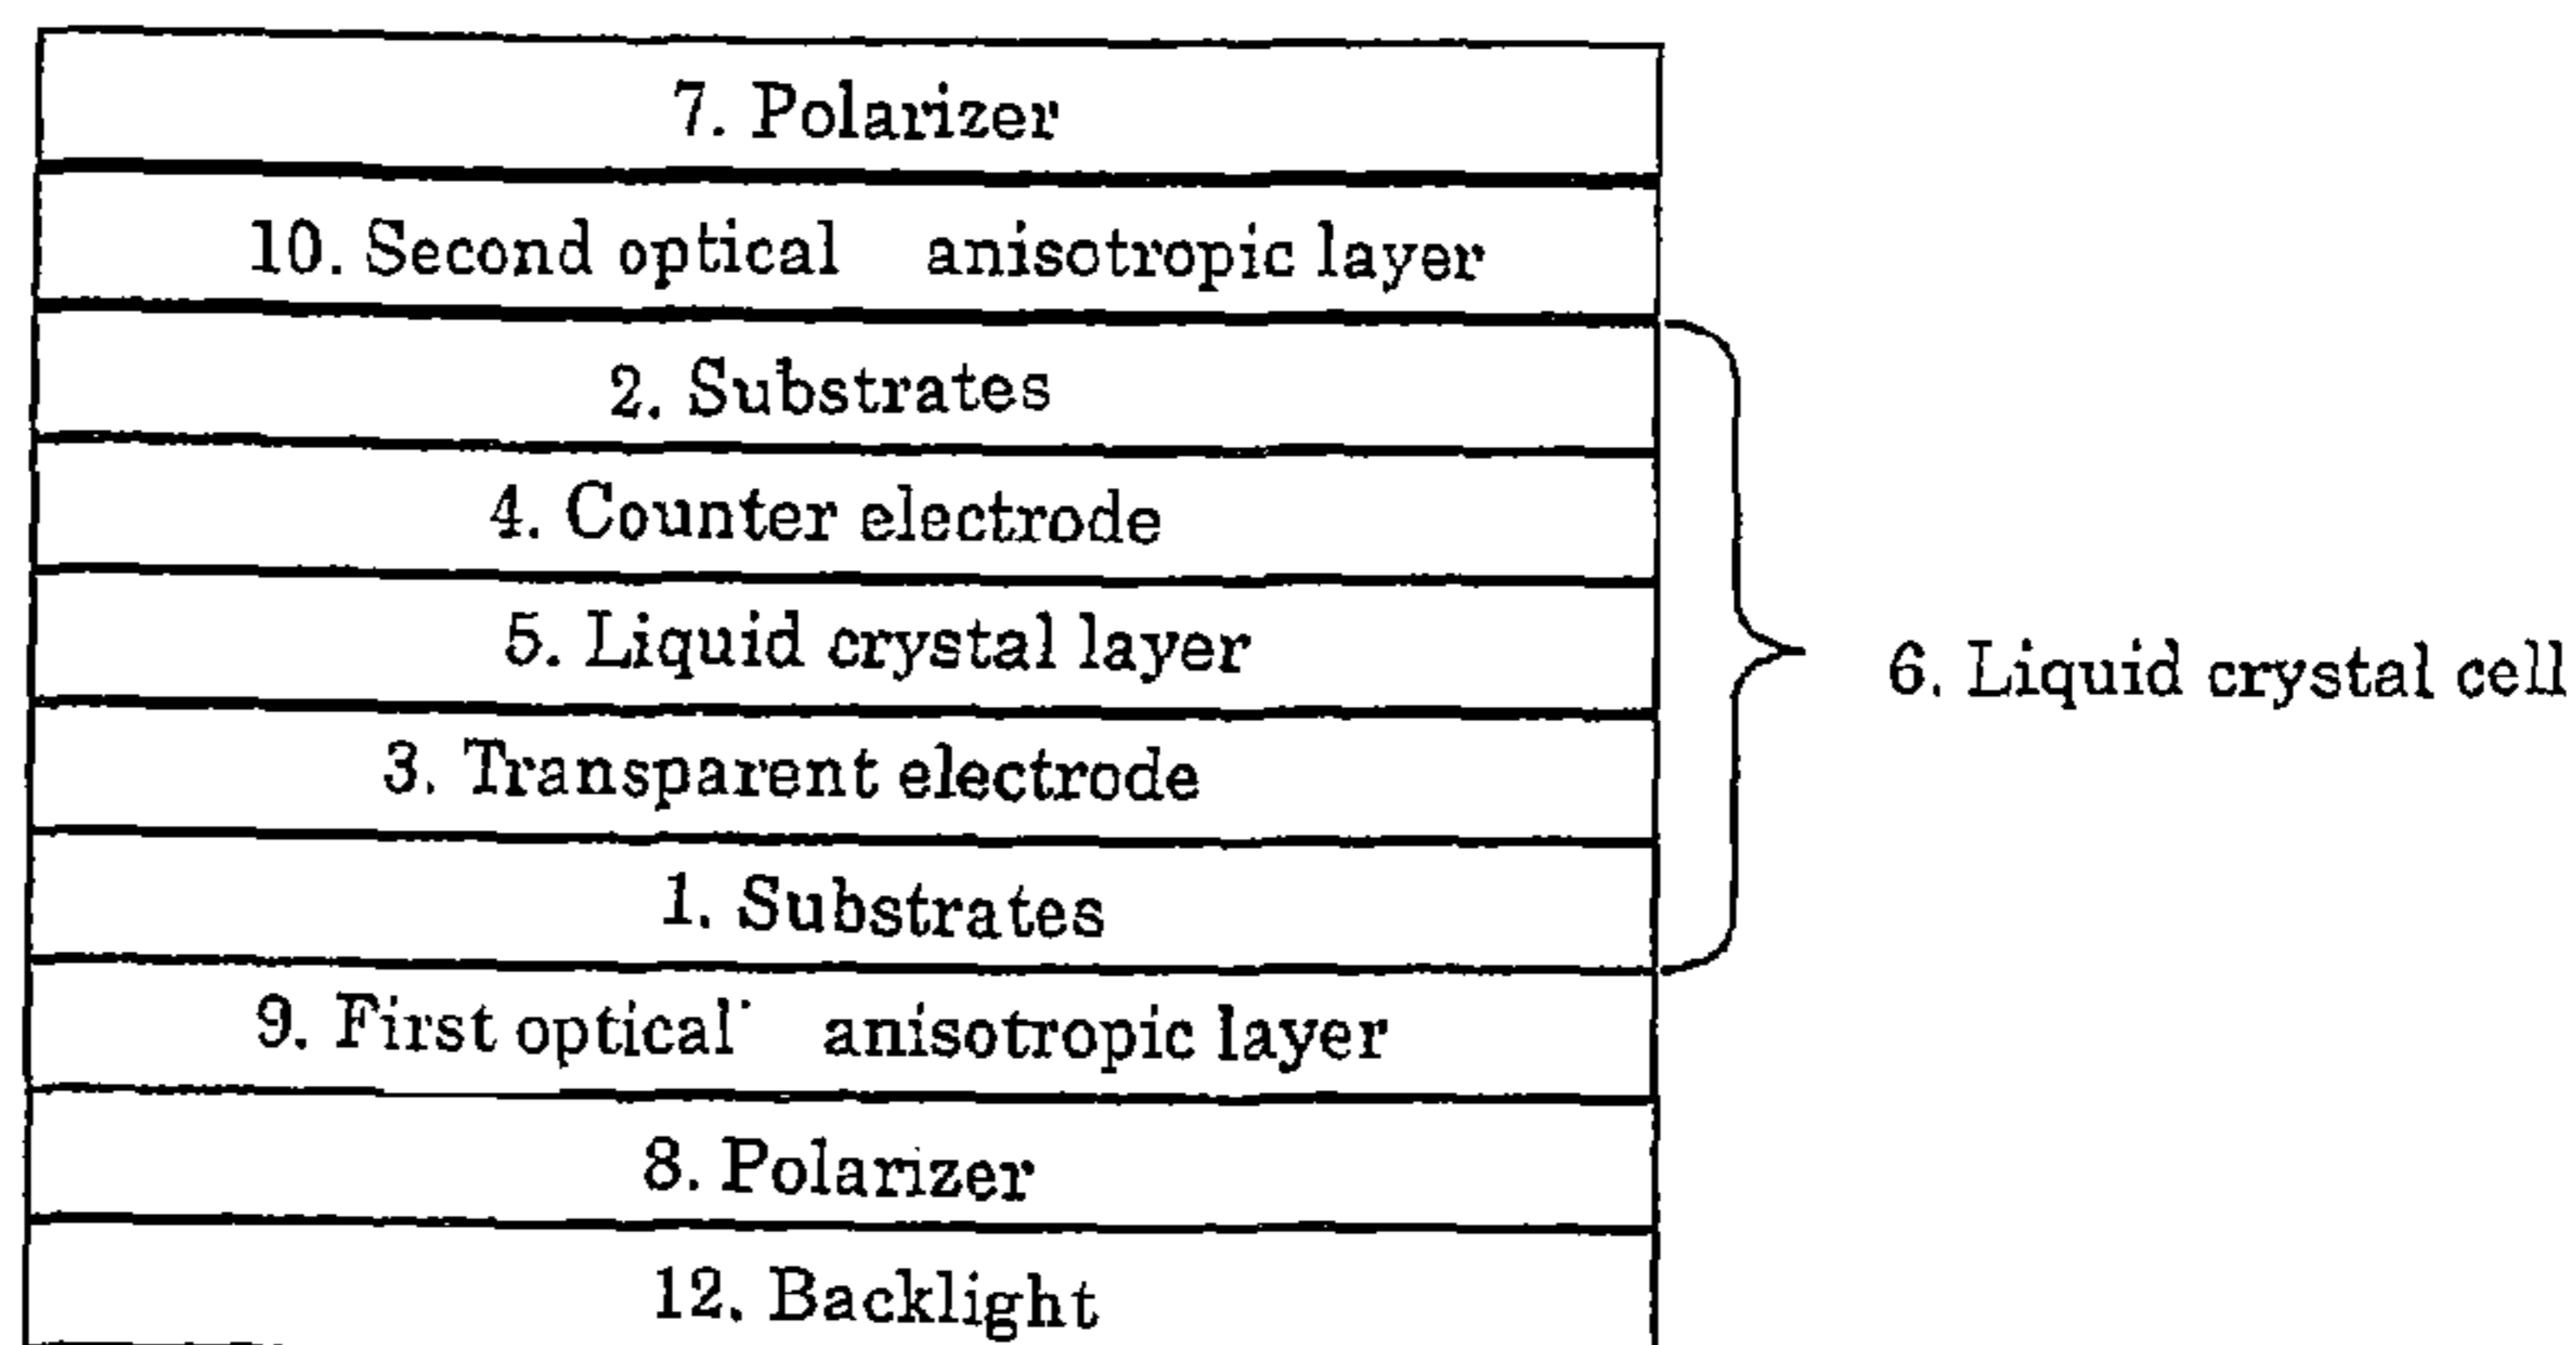 7. Polarizer
10. Second optical anisotropic layer
2. Substrates
4. Counter electrode
5. Liquid crystal layer
6. Liquid crystal cell
3. Transparent electrode
1. Substrates
9. First optical anisotropic layer
8. Polarizer
12. Backlight